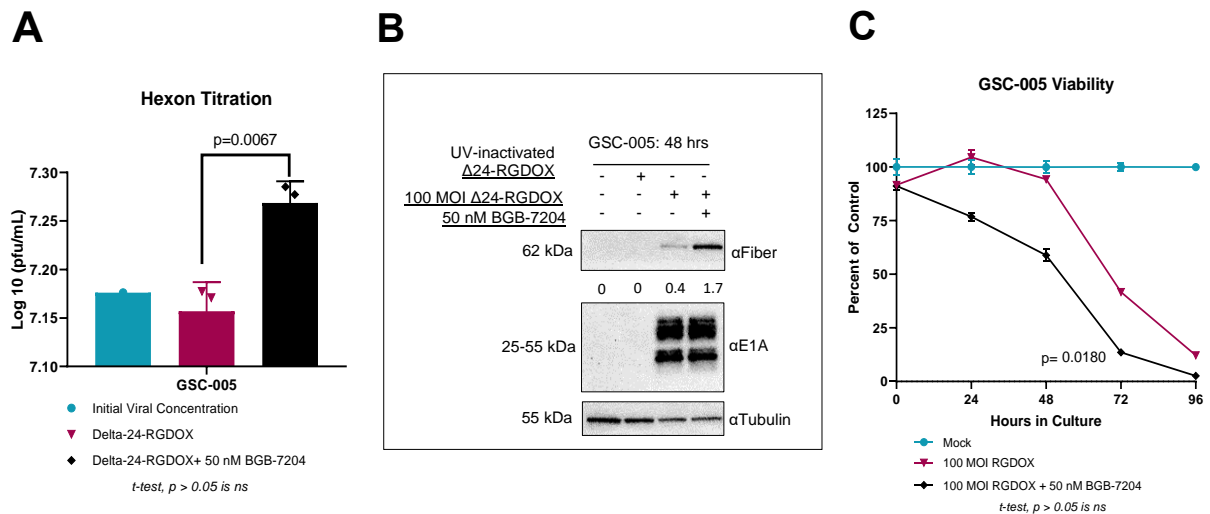 A
Hexon Titration
p=0.0067
7.30
7.25
7.20
7.15
7.10
Log 10 (pfu/mL)
GSC-005
Initial Viral Concentration
Delta-24-RGDOX
Delta-24-RGDOX+ 50 nM BGB-7204
t-test, p > 0.05 is ns
B
GSC-005: 48 hrs
UV-inactivated
Δ24-RGDOX - + - -
100 MOI Δ24-RGDOX - - + +
50 nM BGB-7204 - - - +
62 kDa αFiber
0 0 0.4 1.7
25-55 kDa αE1A
55 kDa αTubulin
C
GSC-005 Viability
125
100
75
50
25
0
Percent of Control
p= 0.0180
0 24 48 72 96
Hours in Culture
Mock
100 MOI RGDOX
100 MOI RGDOX + 50 nM BGB-7204
t-test, p > 0.05 is ns